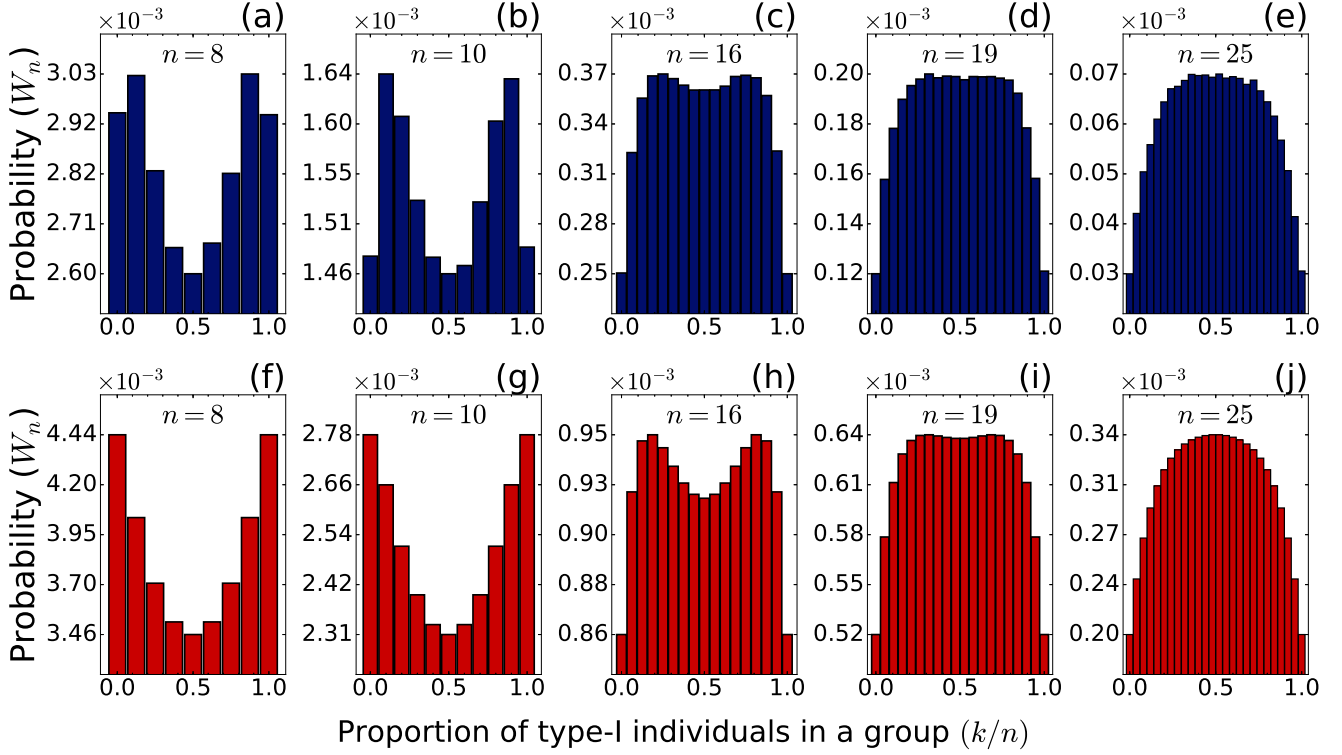 ×10⁻³ (a) ×10⁻³ (b) ×10⁻³ (c) ×10⁻³ (d) ×10⁻³ (e)
n = 8 n = 10 n = 16 n = 19 n = 25
Probability (Wₙ)
3.03 1.64 0.37 0.20 0.07
2.92 1.60 0.34 0.18 0.06
2.82 1.55 0.31 0.16 0.05
2.71 1.51 0.28 0.14 0.04
2.60 1.46 0.25 0.12 0.03
0.0 0.5 1.0 0.0 0.5 1.0 0.0 0.5 1.0 0.0 0.5 1.0 0.0 0.5 1.0
×10⁻³ (f) ×10⁻³ (g) ×10⁻³ (h) ×10⁻³ (i) ×10⁻³ (j)
n = 8 n = 10 n = 16 n = 19 n = 25
Probability (Wₙ)
4.44 2.78 0.95 0.64 0.34
4.20 2.66 0.93 0.61 0.31
3.95 2.54 0.90 0.58 0.27
3.70 2.42 0.88 0.55 0.24
3.46 2.31 0.86 0.52 0.20
0.0 0.5 1.0 0.0 0.5 1.0 0.0 0.5 1.0 0.0 0.5 1.0 0.0 0.5 1.0
Proportion of type-I individuals in a group (k/n)